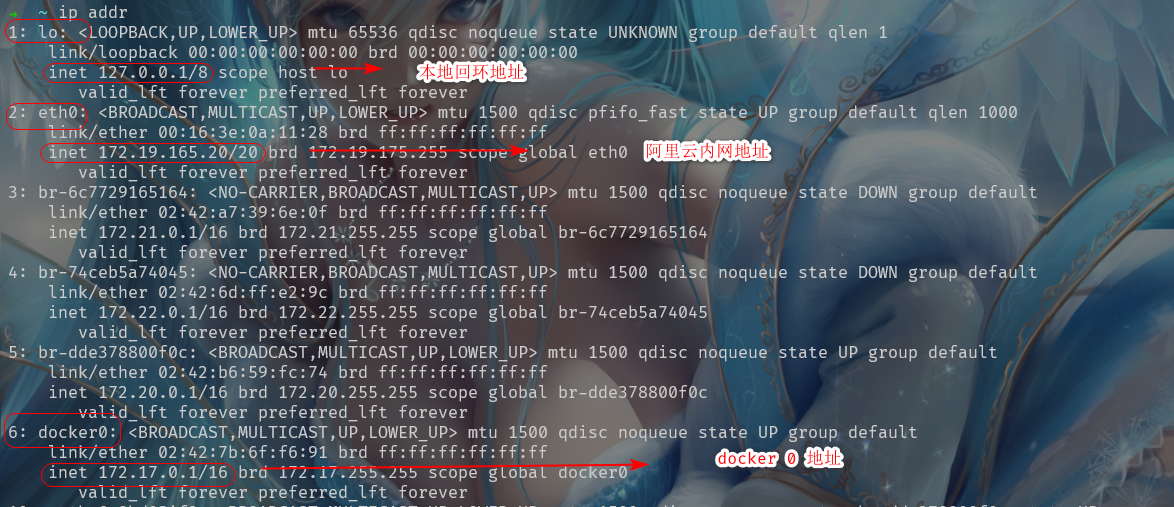 → ~ ip addr
1: lo: <LOOPBACK,UP,LOWER_UP> mtu 65536 qdisc noqueue state UNKNOWN group default qlen 1
link/loopback 00:00:00:00:00:00 brd 00:00:00:00:00:00
inet 127.0.0.1/8 scope host lo 本地回环地址
valid_lft forever preferred_lft forever
2: eth0: <BROADCAST,MULTICAST,UP,LOWER_UP> mtu 1500 qdisc pfifo_fast state UP group default qlen 1000
link/ether 00:16:3e:0a:11:28 brd ff:ff:ff:ff:ff:ff
inet 172.19.165.20/20 brd 172.19.175.255 scope global eth0 阿里云内网地址
valid_lft forever preferred_lft forever
3: br-6c7729165164: <NO-CARRIER,BROADCAST,MULTICAST,UP> mtu 1500 qdisc noqueue state DOWN group default
link/ether 02:42:a7:39:6e:0f brd ff:ff:ff:ff:ff:ff
inet 172.21.0.1/16 brd 172.21.255.255 scope global br-6c7729165164
valid_lft forever preferred_lft forever
4: br-74ceb5a74045: <NO-CARRIER,BROADCAST,MULTICAST,UP> mtu 1500 qdisc noqueue state DOWN group default
link/ether 02:42:6d:ff:e2:9c brd ff:ff:ff:ff:ff:ff
inet 172.22.0.1/16 brd 172.22.255.255 scope global br-74ceb5a74045
valid_lft forever preferred_lft forever
5: br-dde378800f0c: <BROADCAST,MULTICAST,UP,LOWER_UP> mtu 1500 qdisc noqueue state UP group default
link/ether 02:42:b6:59:fc:74 brd ff:ff:ff:ff:ff:ff
inet 172.20.0.1/16 brd 172.20.255.255 scope global br-dde378800f0c
valid_lft forever preferred_lft forever
6: docker0: <BROADCAST,MULTICAST,UP,LOWER_UP> mtu 1500 qdisc noqueue state UP group default
link/ether 02:42:7b:6f:f6:91 brd ff:ff:ff:ff:ff:ff
inet 172.17.0.1/16 brd 172.17.255.255 scope global docker0 docker 0 地址
valid_lft forever preferred_lft forever